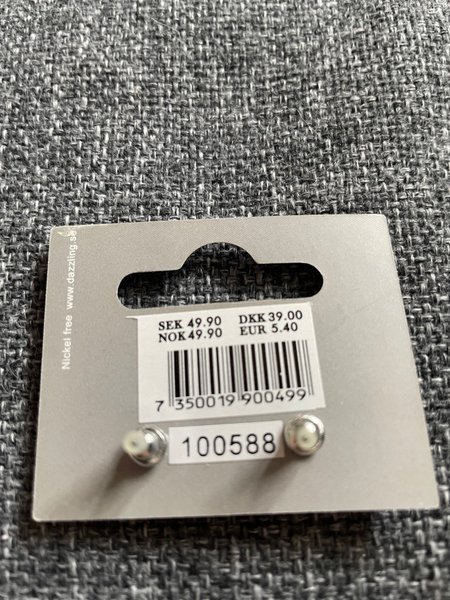 Nickel free www.dazzling.se
SEK 49.90 DKK 39.00
NOK 49.90 EUR 5.40
7 350019 900499
100588